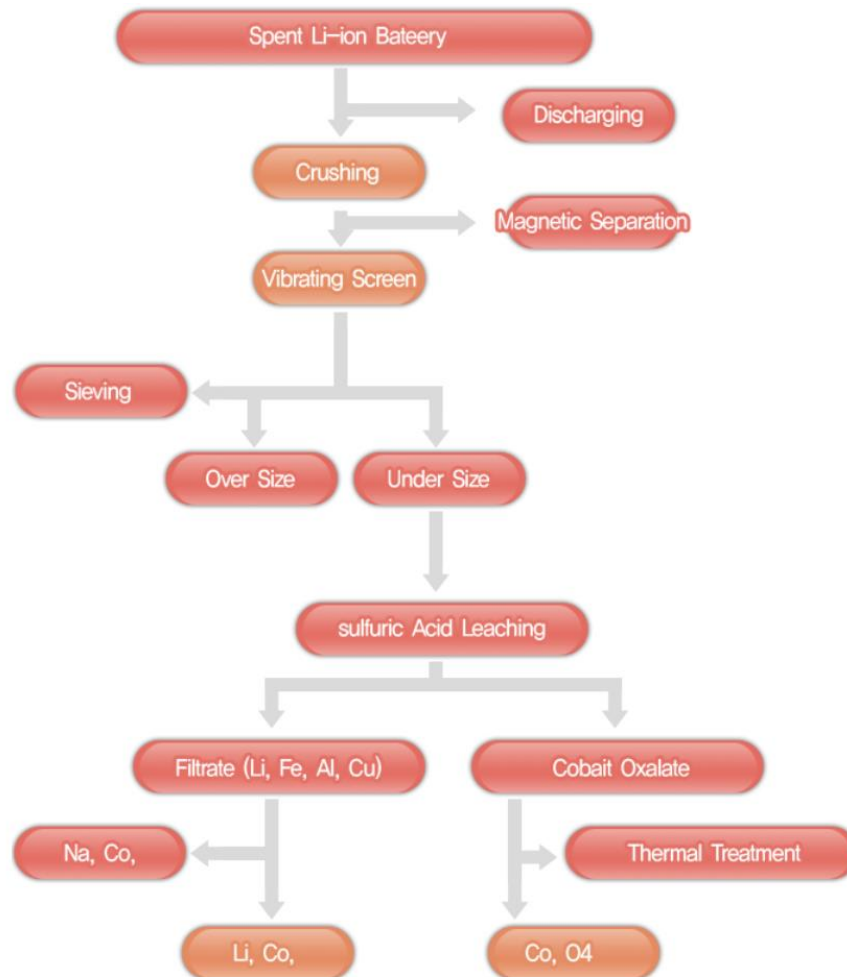 Spent Li-ion Bateery
Discharging
Crushing
Magnetic Separation
Vibrating Screen
Sieving
Over Size
Under Size
sulfuric Acid Leaching
Filtrate (Li, Fe, Al, Cu)
Cobait Oxalate
Na, Co,
Thermal Treatment
Li, Co,
Co, O4